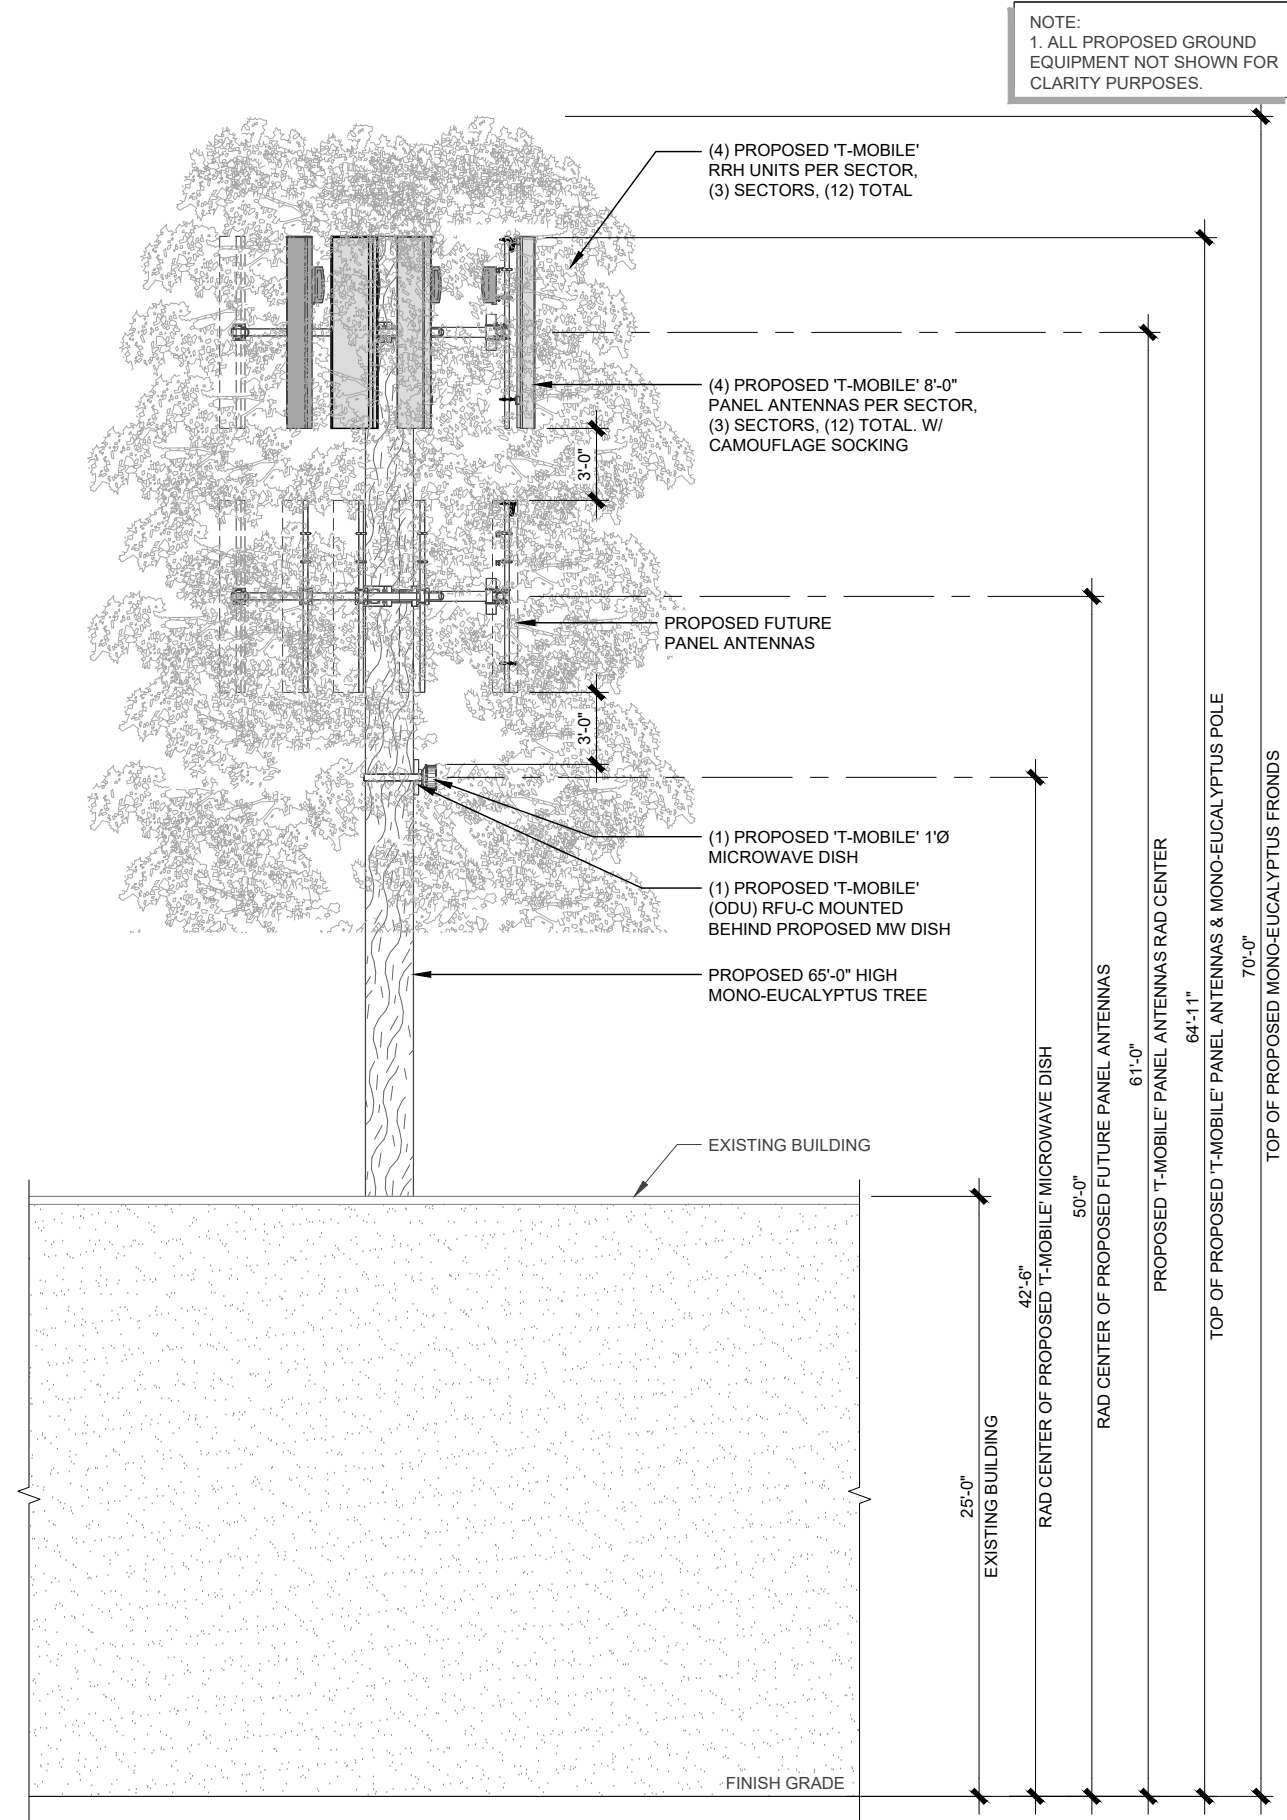 NOTE:
1. ALL PROPOSED GROUND
EQUIPMENT NOT SHOWN FOR
CLARITY PURPOSES.
(4) PROPOSED 'T-MOBILE'
RRH UNITS PER SECTOR,
(3) SECTORS, (12) TOTAL
(4) PROPOSED 'T-MOBILE' 8'-0"
PANEL ANTENNAS PER SECTOR,
(3) SECTORS, (12) TOTAL. W/
CAMOUFLAGE SOCKING
3'-0"
PROPOSED FUTURE
PANEL ANTENNAS
3'-0"
(1) PROPOSED 'T-MOBILE' 1'Ø
MICROWAVE DISH
(1) PROPOSED 'T-MOBILE'
(ODU) RFU-C MOUNTED
BEHIND PROPOSED MW DISH
PROPOSED 65'-0" HIGH
MONO-EUCALYPTUS TREE
EXISTING BUILDING
FINISH GRADE
25'-0"
EXISTING BUILDING
42'-6"
RAD CENTER OF PROPOSED 'T-MOBILE' MICROWAVE DISH
50'-0"
RAD CENTER OF PROPOSED FUTURE PANEL ANTENNAS
61'-0"
PROPOSED 'T-MOBILE' PANEL ANTENNAS RAD CENTER
64'-11"
TOP OF PROPOSED 'T-MOBILE' PANEL ANTENNAS & MONO-EUCALYPTUS POLE
70'-0"
TOP OF PROPOSED MONO-EUCALYPTUS FRONDS